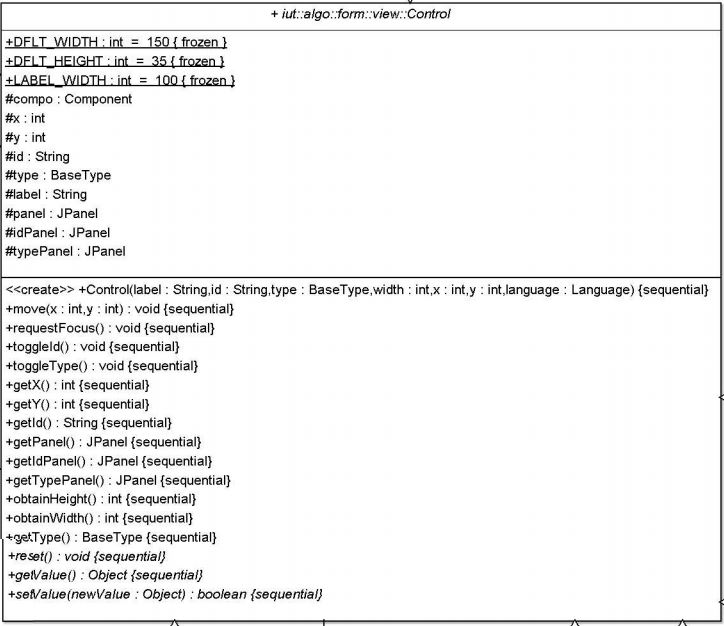 + iut::algo::form::view::Control
+DFLT_WIDTH : int = 150 { frozen }
+DFLT_HEIGHT : int = 35 { frozen }
+LABEL_WIDTH : int = 100 { frozen }
#compo : Component
#x : int
#y : int
#id : String
#type : BaseType
#label : String
#panel : JPanel
#idPanel : JPanel
#typePanel : JPanel
<<create>> +Control(label : String,id : String,type : BaseType,width : int,x : int,y : int,language : Language) {sequential}
+move(x : int,y : int) : void {sequential}
+requestFocus() : void {sequential}
+toggleId() : void {sequential}
+toggleType() : void {sequential}
+getX() : int {sequential}
+getY() : int {sequential}
+getId() : String {sequential}
+getPanel() : JPanel {sequential}
+getIdPanel() : JPanel {sequential}
+getTypePanel() : JPanel {sequential}
+obtainHeight() : int {sequential}
+obtainWidth() : int {sequential}
+getType() : BaseType {sequential}
+reset() : void {sequential}
+getValue() : Object {sequential}
+setValue(newValue : Object) : boolean {sequential}